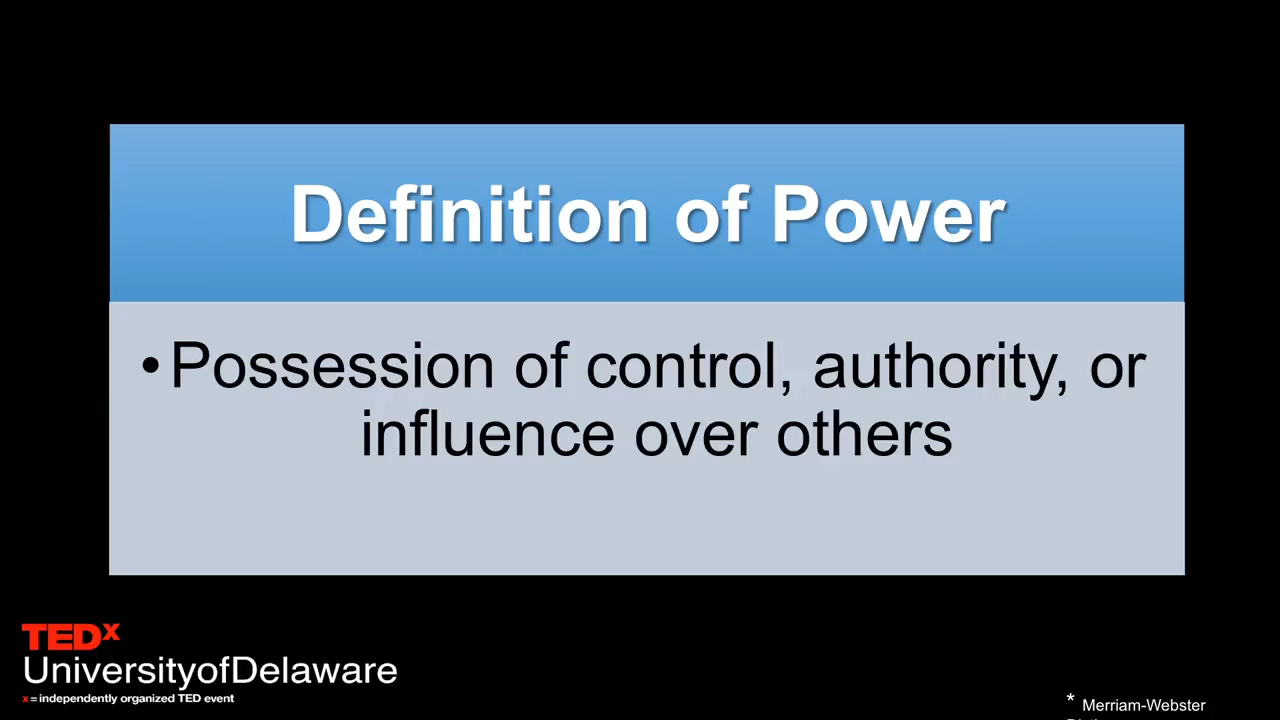 Definition of Power
•Possession of control, authority, or
influence over others
TEDx
UniversityofDelaware
x = independently organized TED event
* Merriam-Webster